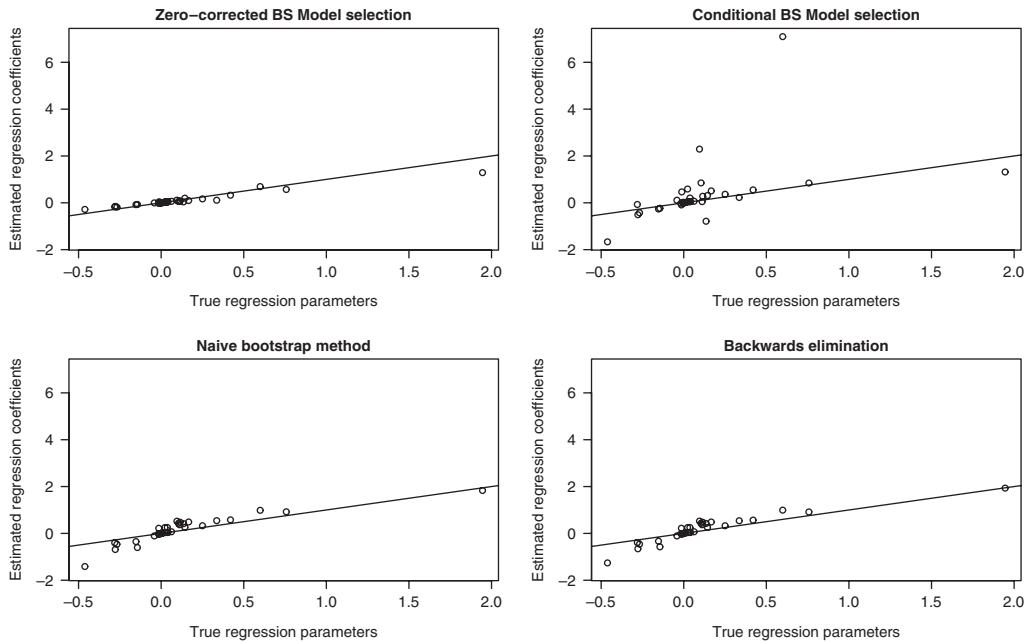 Zero−corrected BS Model selection
Estimated regression coefficients
6
4
2
0
−2
−0.5 0.0 0.5 1.0 1.5 2.0
True regression parameters
Conditional BS Model selection
Estimated regression coefficients
6
4
2
0
−2
−0.5 0.0 0.5 1.0 1.5 2.0
True regression parameters
Naive bootstrap method
Estimated regression coefficients
6
4
2
0
−2
−0.5 0.0 0.5 1.0 1.5 2.0
True regression parameters
Backwards elimination
Estimated regression coefficients
6
4
2
0
−2
−0.5 0.0 0.5 1.0 1.5 2.0
True regression parameters